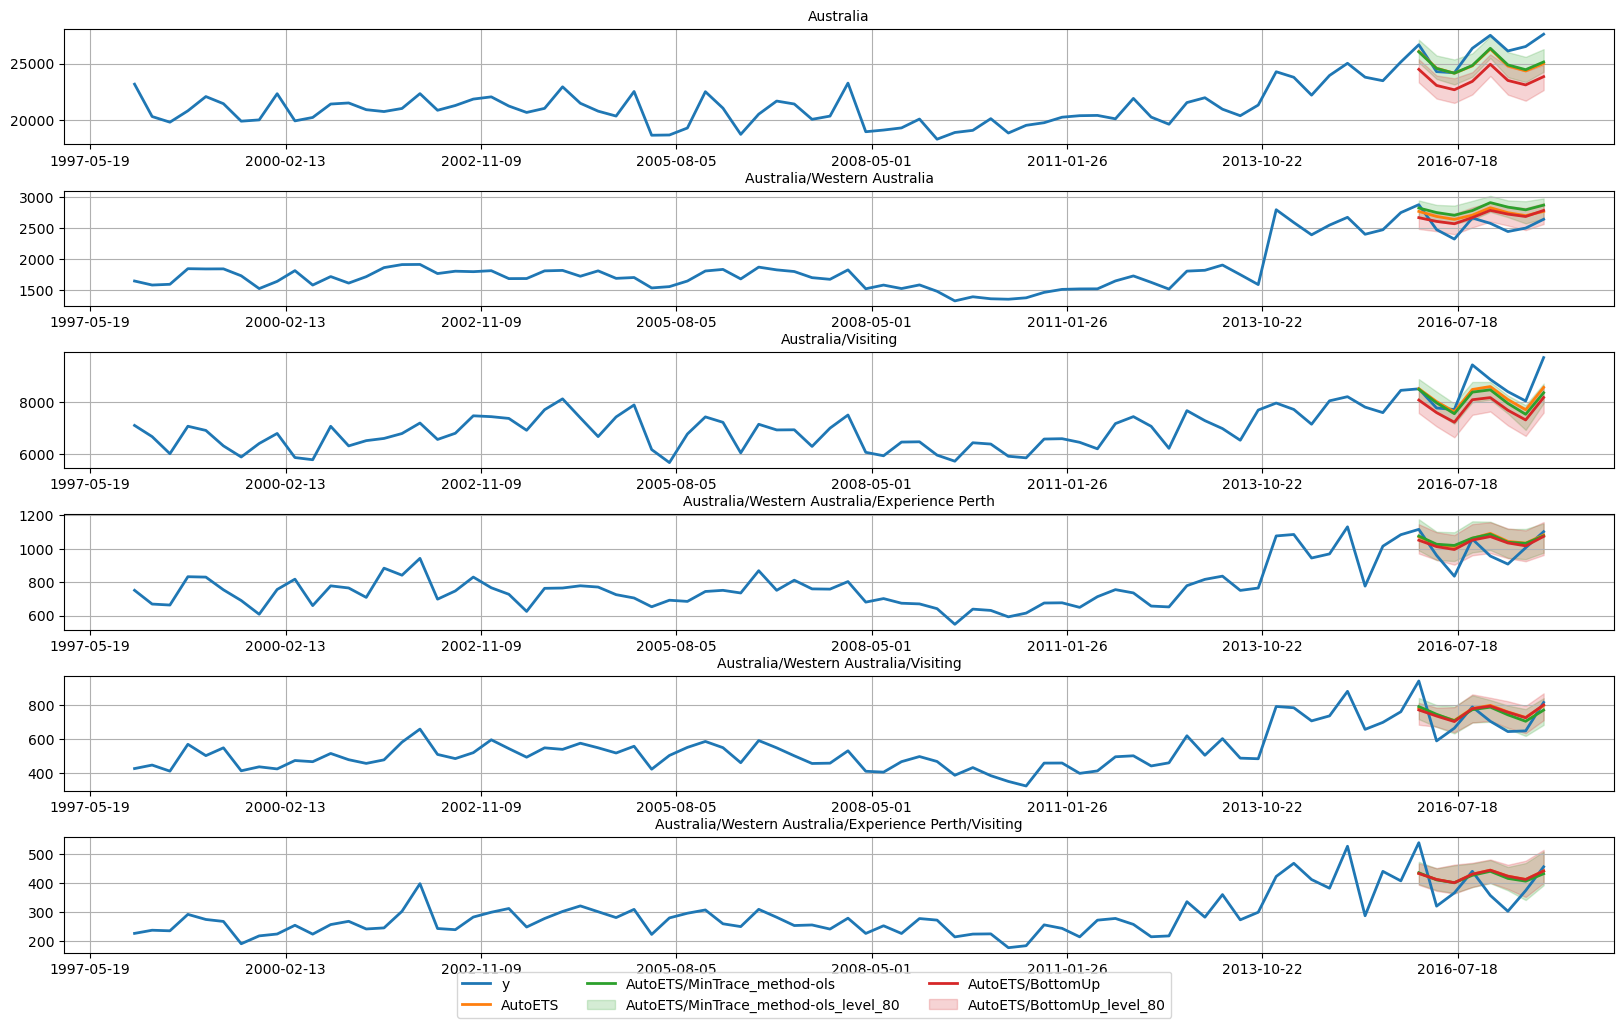 Australia
25000
20000
1997-05-19 2000-02-13 2002-11-09 2005-08-05 2008-05-01 2011-01-26 2013-10-22 2016-07-18
Australia/Western Australia
3000
2500
2000
1500
1997-05-19 2000-02-13 2002-11-09 2005-08-05 2008-05-01 2011-01-26 2013-10-22 2016-07-18
Australia/Visiting
8000
6000
1997-05-19 2000-02-13 2002-11-09 2005-08-05 2008-05-01 2011-01-26 2013-10-22 2016-07-18
Australia/Western Australia/Experience Perth
1200
1000
800
600
1997-05-19 2000-02-13 2002-11-09 2005-08-05 2008-05-01 2011-01-26 2013-10-22 2016-07-18
Australia/Western Australia/Visiting
800
600
400
1997-05-19 2000-02-13 2002-11-09 2005-08-05 2008-05-01 2011-01-26 2013-10-22 2016-07-18
Australia/Western Australia/Experience Perth/Visiting
500
400
300
200
1997-05-19 2000-02-13 2002-11-09 2005-08-05 2008-05-01 2011-01-26 2013-10-22 2016-07-18
y AutoETS/MinTrace_method-ols AutoETS/BottomUp
AutoETS AutoETS/MinTrace_method-ols_level_80 AutoETS/BottomUp_level_80